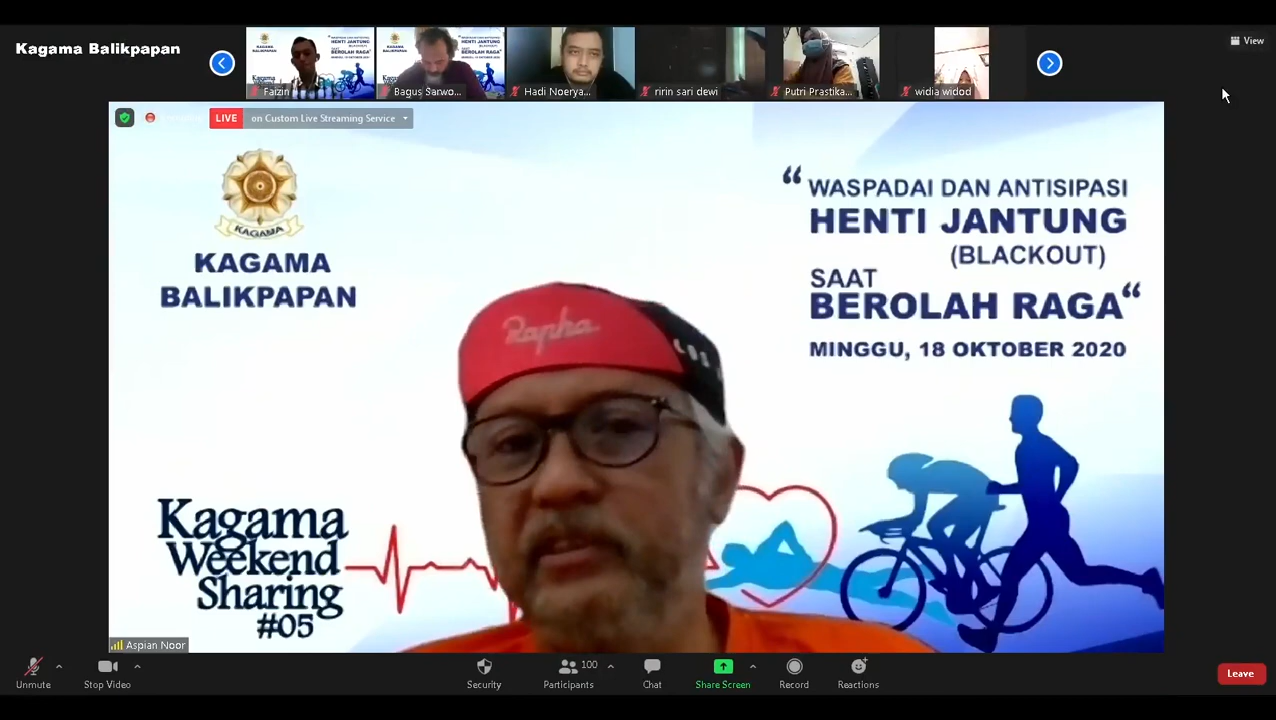 Kagama Balikpapan
View
Faizin
Bagus Sarwo...
Hadi Noerya...
ririn sari dewi
Putri Prastika...
widia widod
LIVE
on Custom Live Streaming Service
KAGAMA
KAGAMA
BALIKPAPAN
“WASPADAI DAN ANTISIPASI
HENTI JANTUNG
(BLACKOUT)
SAAT
BEROLAH RAGA“
MINGGU, 18 OKTOBER 2020
Rapha
LOS
Kagama
Weekend
Sharing
#05
Aspian Noor
Unmute
Stop Video
Security
Participants
100
Chat
Share Screen
Record
Reactions
Leave